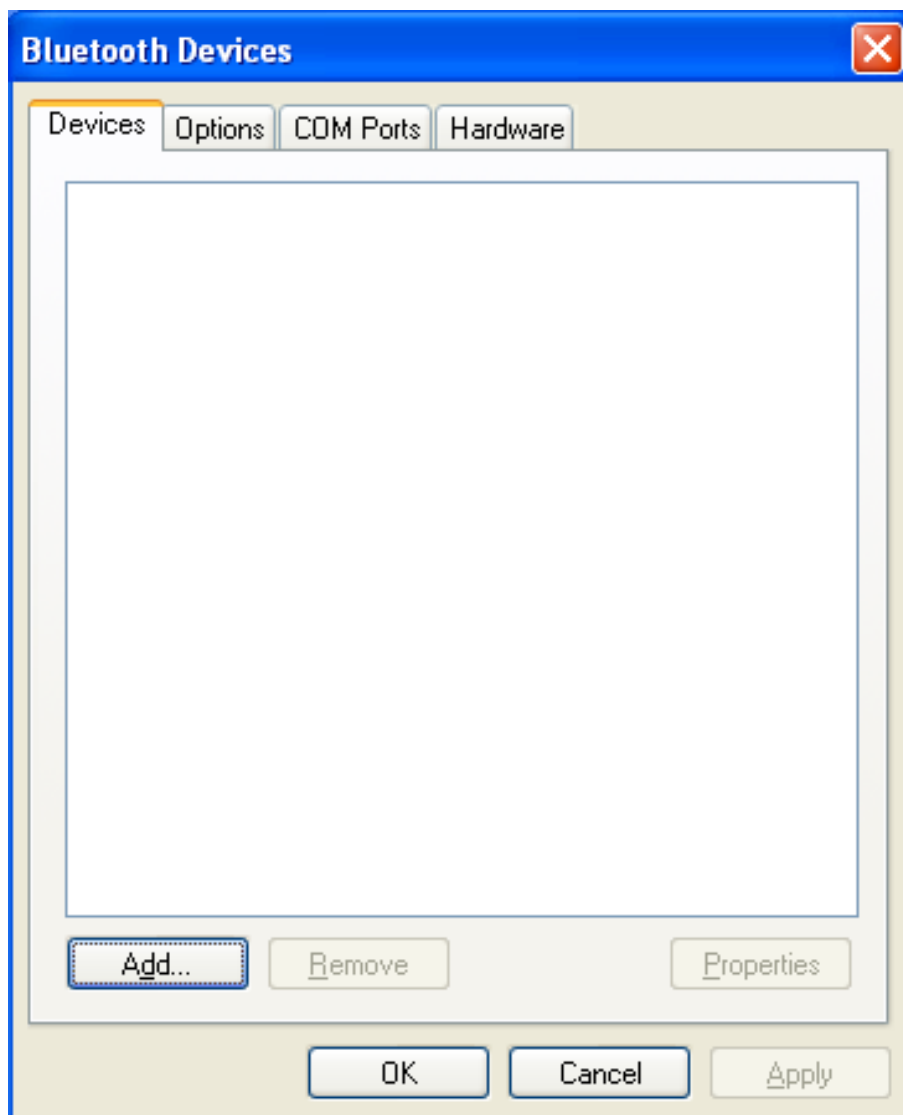 Bluetooth Devices
Devices Options COM Ports Hardware
Add... Remove Properties
OK Cancel Apply